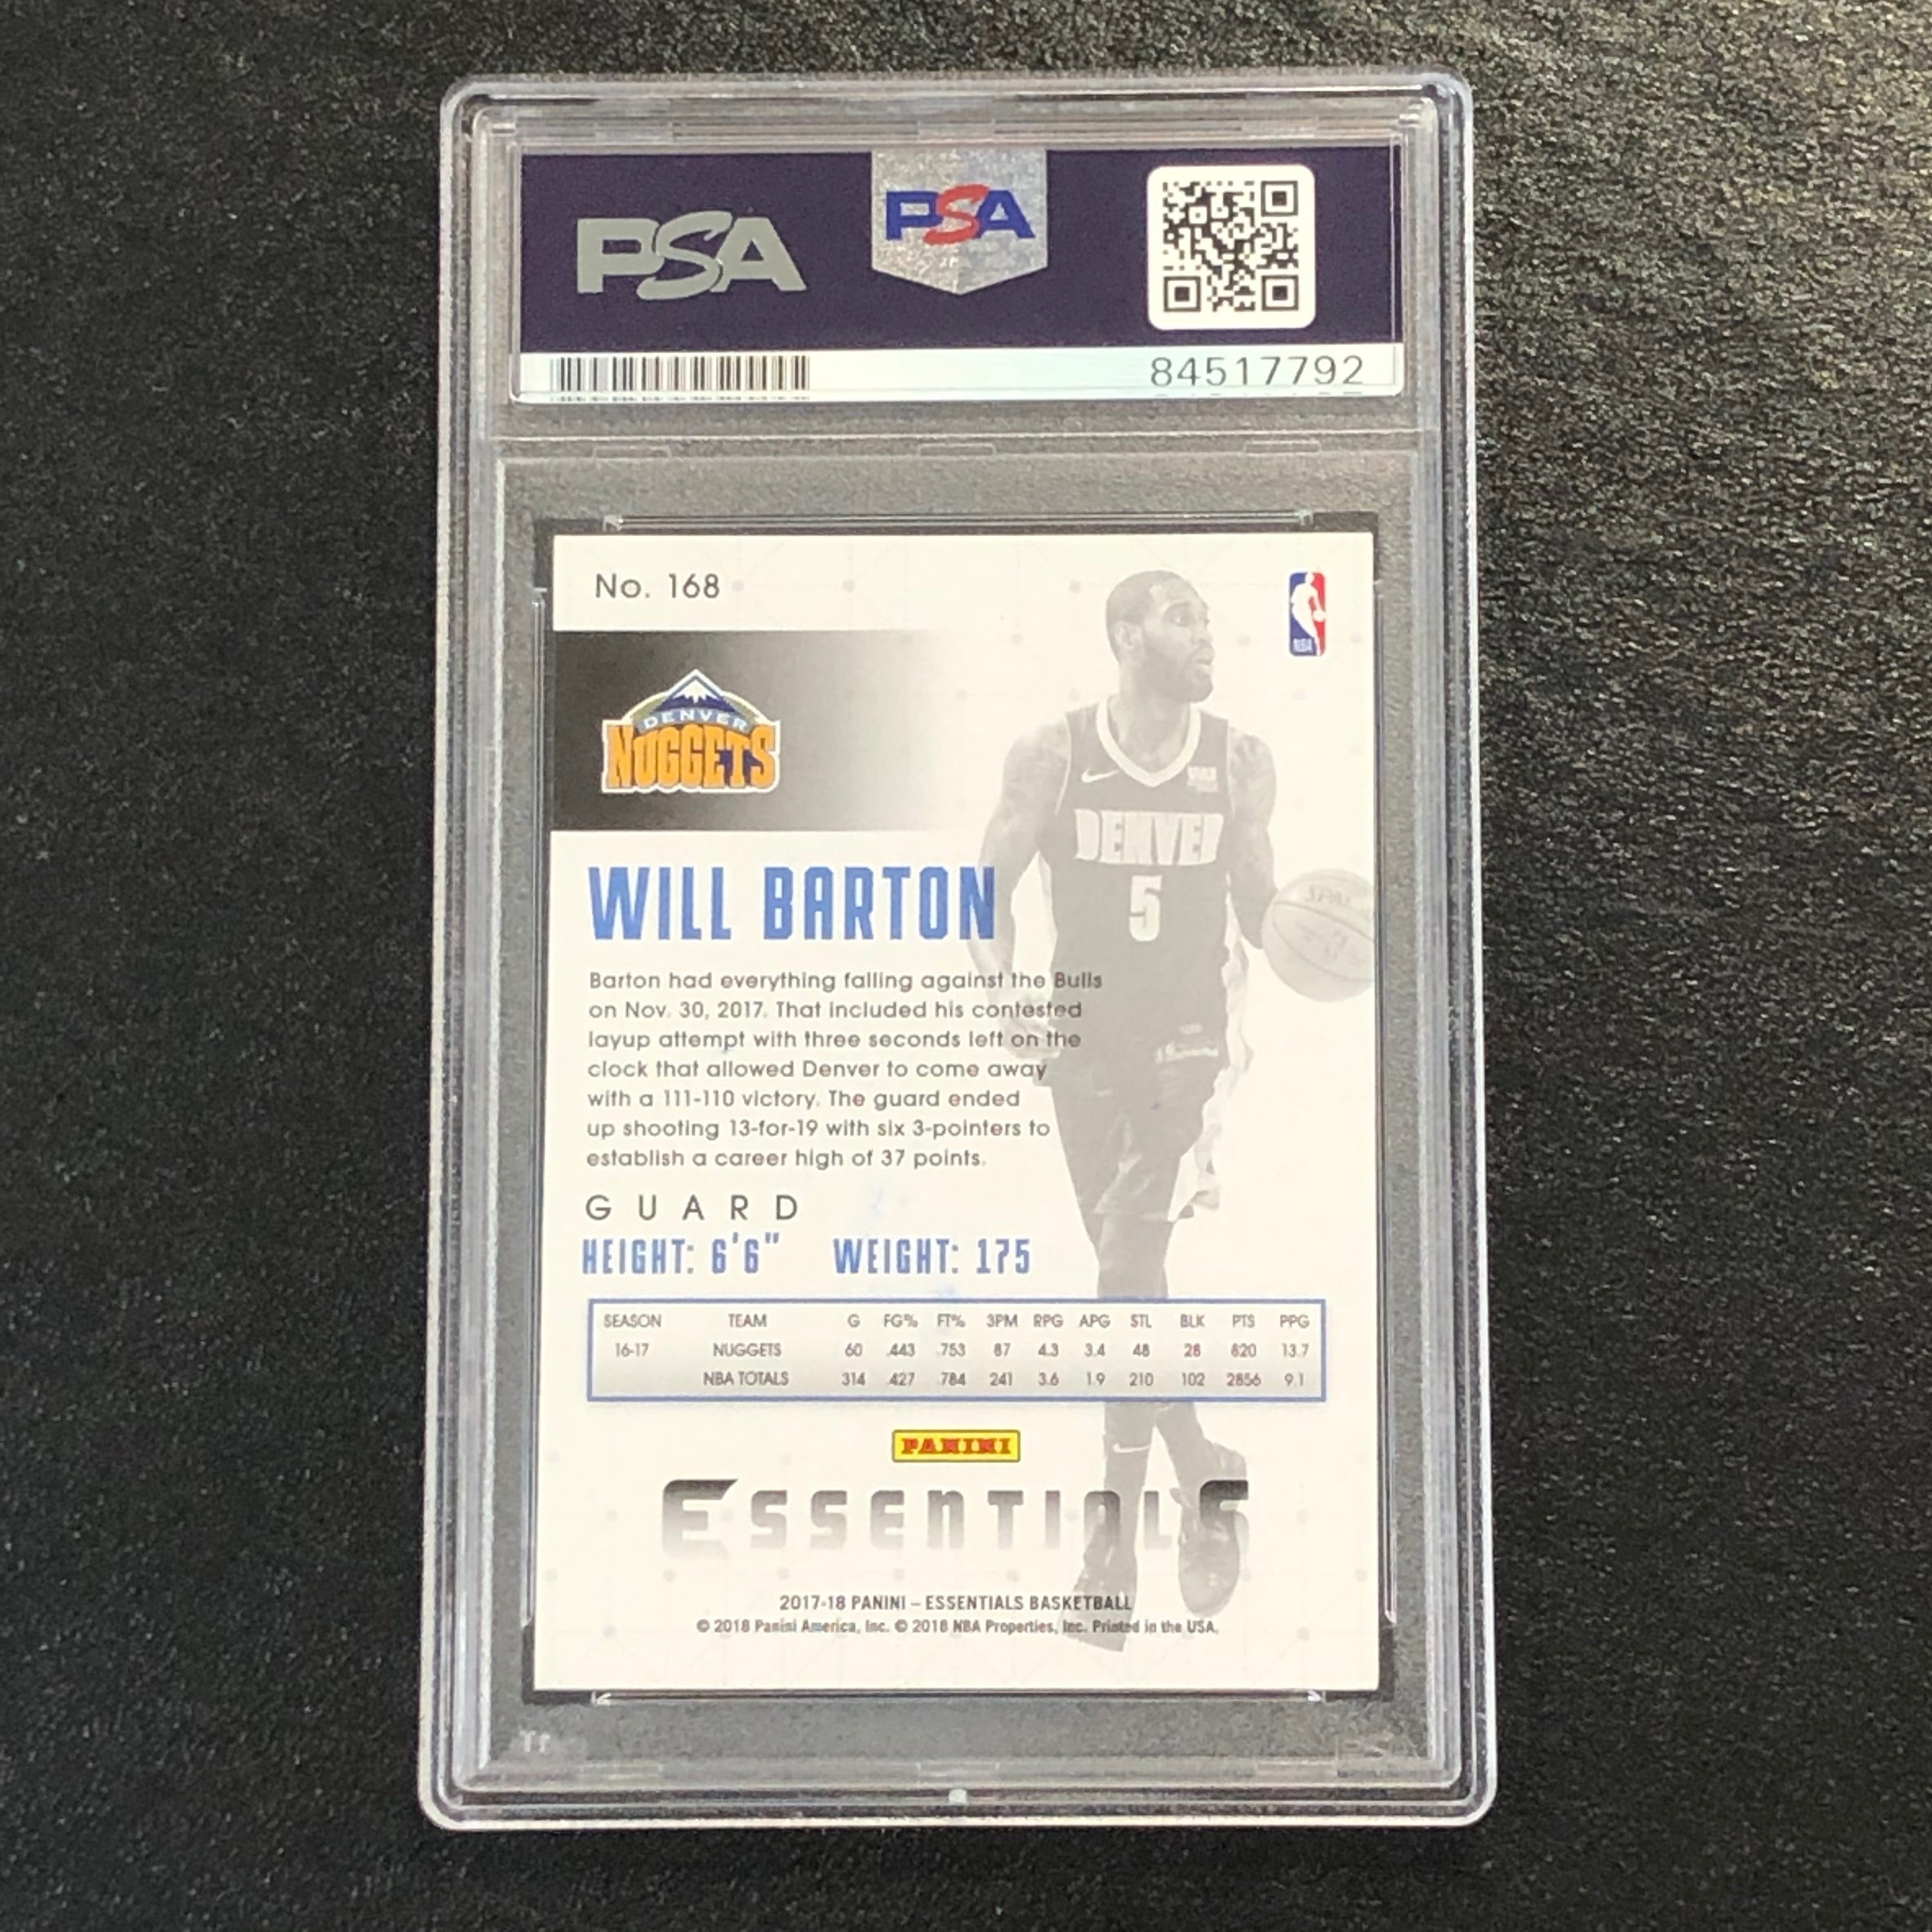 PSA
PSA
84517792
No. 168
NBA
DENVER
NUGGETS
DENVER
5
SPALDING
WILL BARTON
Barton had everything falling against the Bulls
on Nov. 30, 2017. That included his contested
layup attempt with three seconds left on the
clock that allowed Denver to come away
with a 111-110 victory. The guard ended
up shooting 13-for-19 with six 3-pointers to
establish a career high of 37 points.
GUARD
HEIGHT: 6'6" WEIGHT: 175
SEASON TEAM G FG% FT% 3PM RPG APG STL BLK PTS PPG
16-17 NUGGETS 60 .443 .753 87 4.3 3.4 48 28 820 13.7
NBA TOTALS 314 .427 .784 241 3.6 1.9 210 102 2856 9.1
PANINI
ESSENTIALS
2017-18 PANINI – ESSENTIALS BASKETBALL
© 2018 Panini America, Inc. © 2018 NBA Properties, Inc. Printed in the USA.